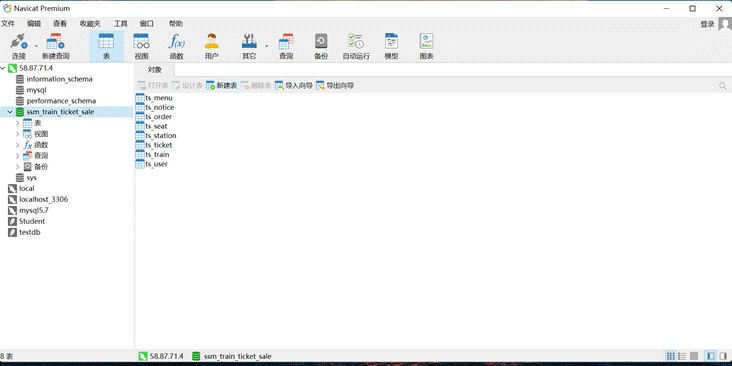 Navicat Premium
文件 编辑 查看 收藏夹 工具 窗口 帮助 登录
连接 新建查询 表 视图 函数 用户 其它 查询 备份 自动运行 模型 图表
58.87.71.4
information_schema
mysql
performance_schema
ssm_train_ticket_sale
表
视图
函数
查询
备份
sys
local
localhost_3306
mysql5.7
Student
testdb
对象
打开表 设计表 新建表 删除表 导入向导 导出向导
ts_menu
ts_notice
ts_order
ts_seat
ts_station
ts_ticket
ts_train
ts_user
8 表 58.87.71.4 ssm_train_ticket_sale